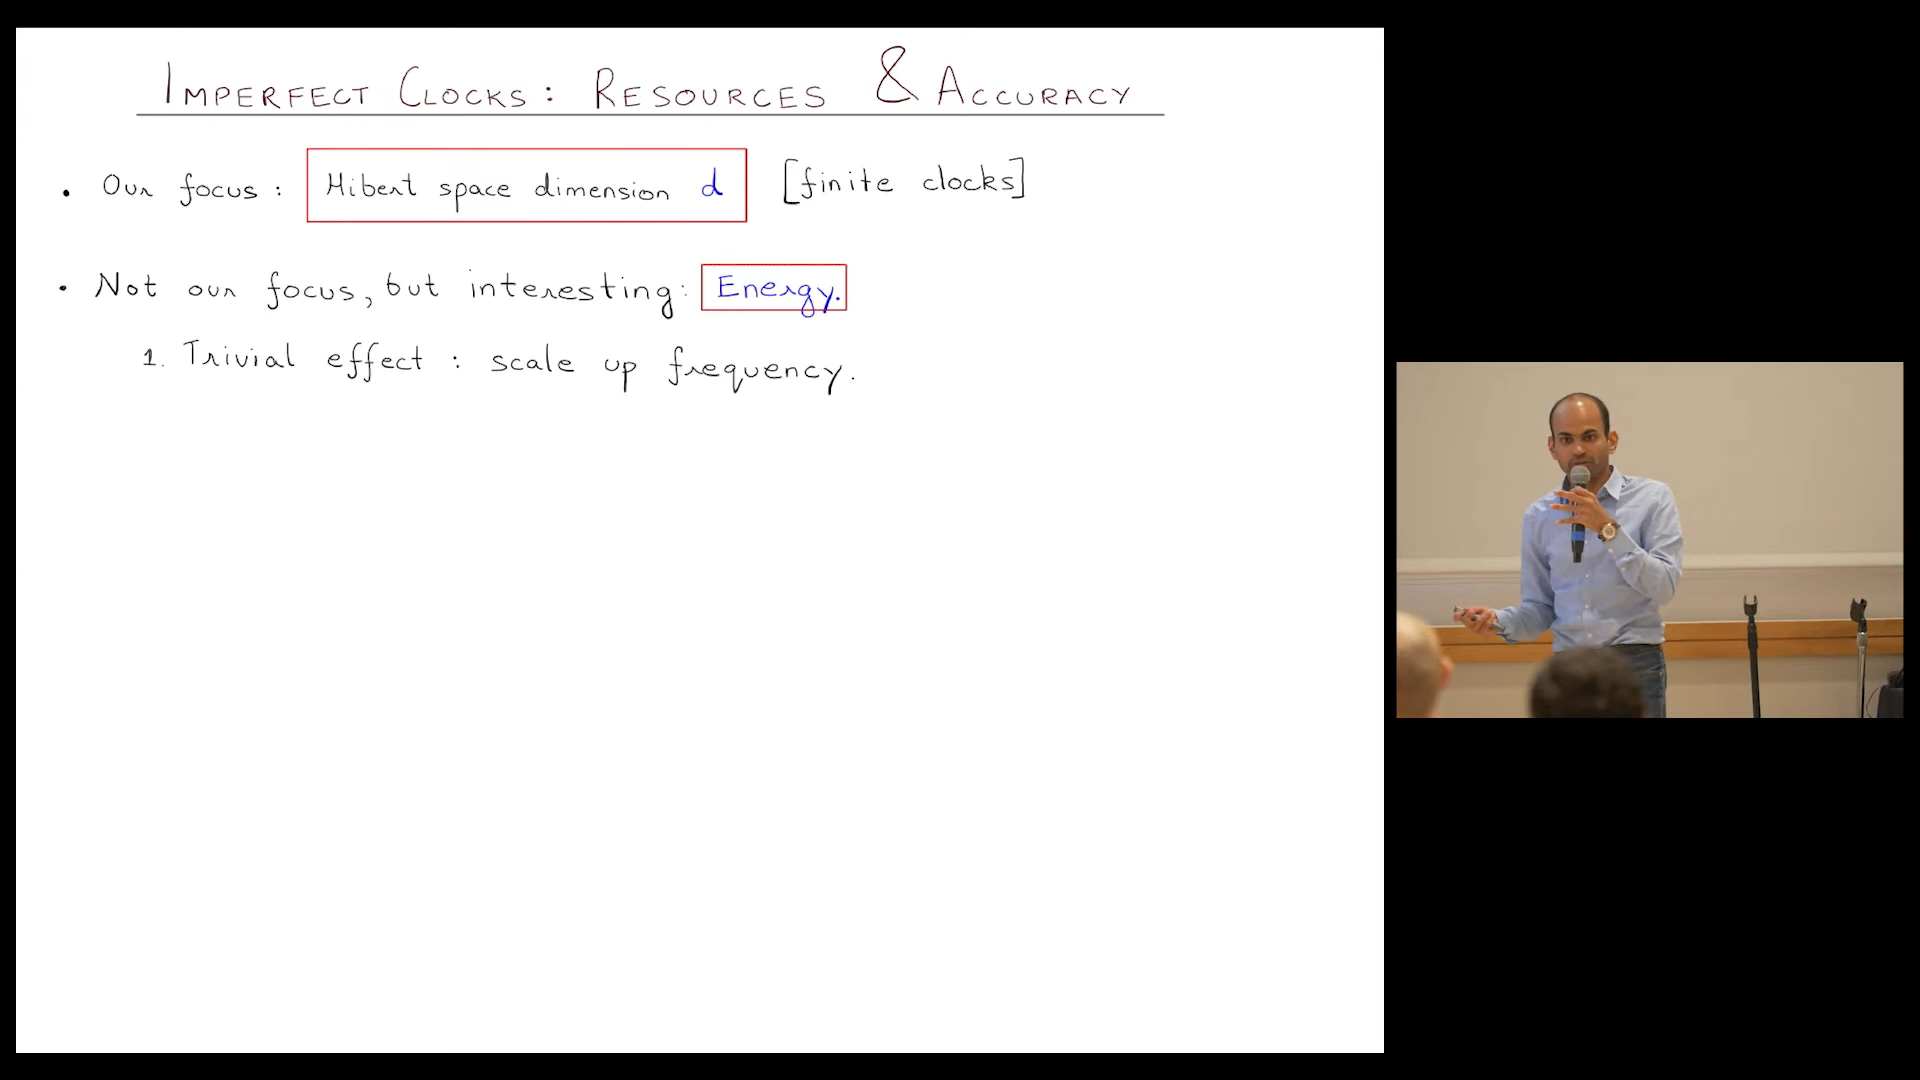 IMPERFECT CLOCKS: RESOURCES & ACCURACY
• Our focus: Hibert space dimension d [finite clocks]
• Not our focus, but interesting: Energy.
1. Trivial effect: scale up frequency.